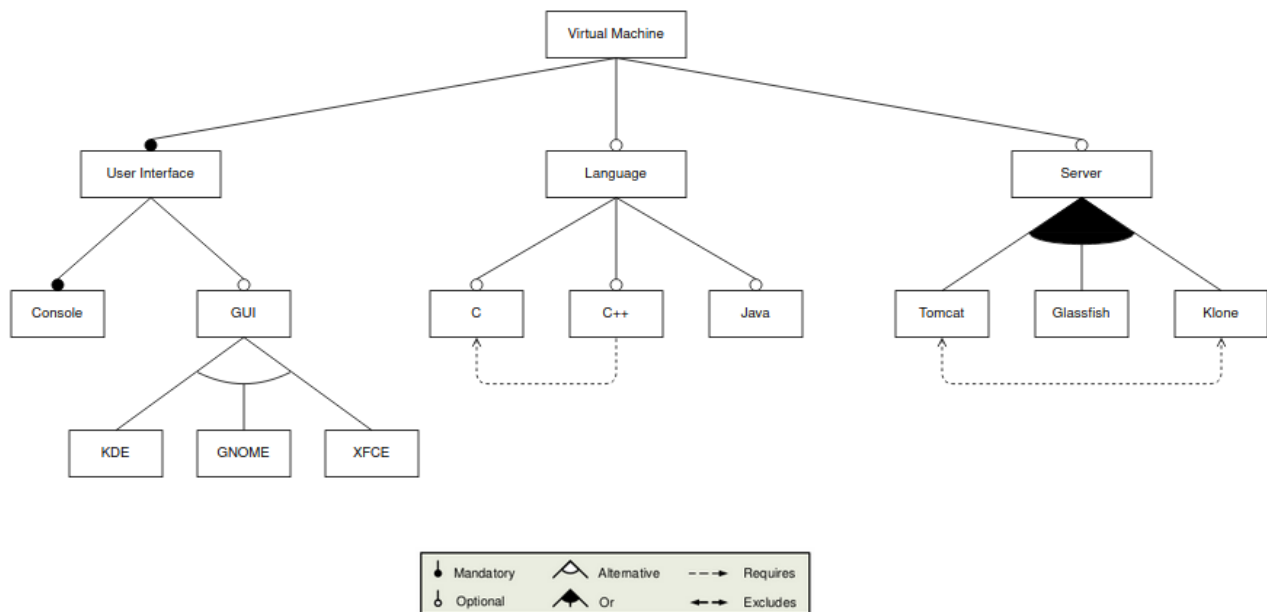 Virtual Machine
User Interface
Language
Server
Console
GUI
C
C++
Java
Tomcat
Glassfish
Klone
KDE
GNOME
XFCE
Mandatory
Alternative
Requires
Optional
Or
Excludes